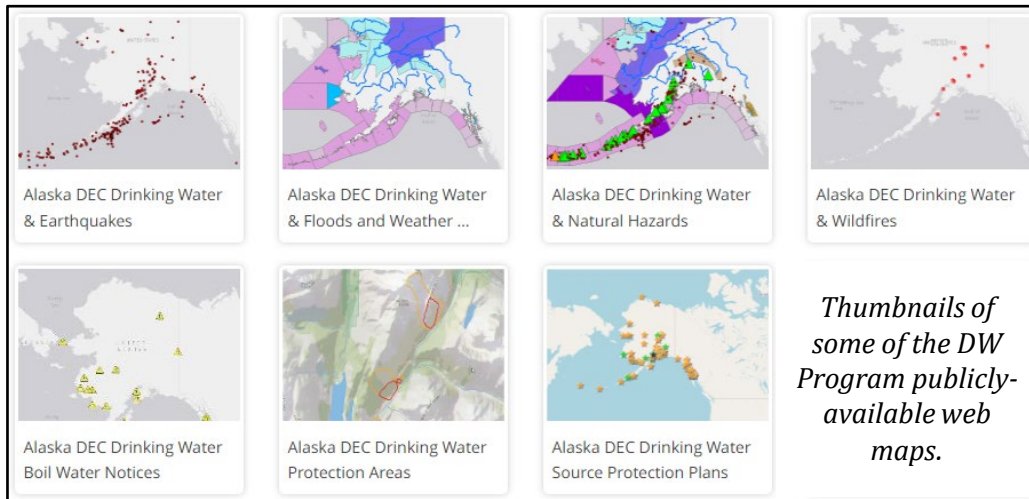 Alaska DEC Drinking Water
& Earthquakes
Alaska DEC Drinking Water
& Floods and Weather ...
Alaska DEC Drinking Water
& Natural Hazards
Alaska DEC Drinking Water
& Wildfires
Alaska DEC Drinking Water
Boil Water Notices
Alaska DEC Drinking Water
Protection Areas
Alaska DEC Drinking Water
Source Protection Plans
Thumbnails of
some of the DW
Program publicly-
available web
maps.